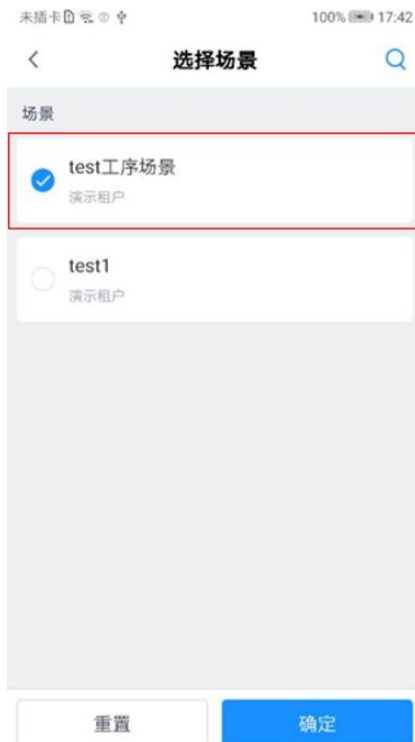 未插卡 100% 17:42
选择场景
场景
test工序场景
演示租户
test1
演示租户
重置
确定